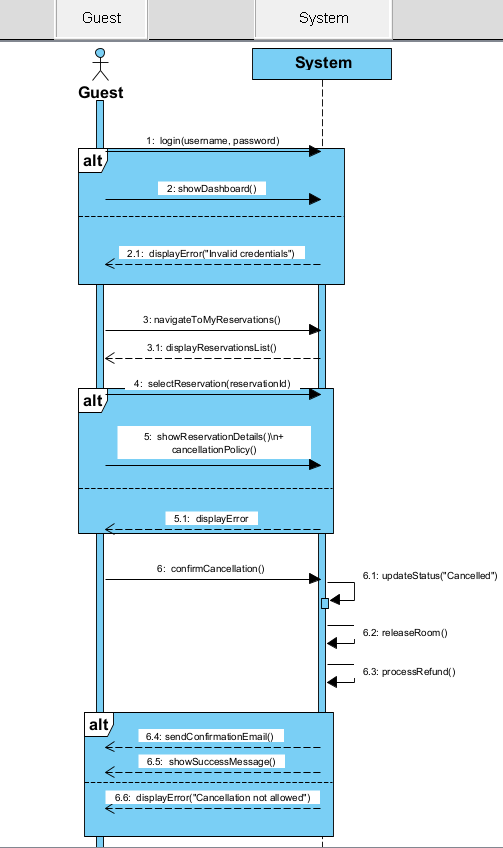 Guest
System
System
Guest
1: login(username, password)
alt
2: showDashboard()
2.1: displayError("Invalid credentials")
3: navigateToMyReservations()
3.1: displayReservationsList()
4: selectReservation(reservationId)
alt
5: showReservationDetails()\n+
cancellationPolicy()
5.1: displayError
6: confirmCancellation()
6.1: updateStatus("Cancelled")
6.2: releaseRoom()
6.3: processRefund()
alt
6.4: sendConfirmationEmail()
6.5: showSuccessMessage()
6.6: displayError("Cancellation not allowed")